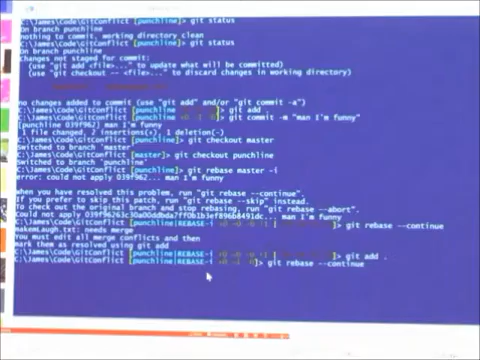 C:\James\Code\GitConflict [punchline]> git status
On branch punchline
nothing to commit, working directory clean
C:\James\Code\GitConflict [punchline]> git status
On branch punchline
Changes not staged for commit:
(use "git add <file>..." to update what will be committed)
(use "git checkout -- <file>..." to discard changes in working directory)
no changes added to commit (use "git add" and/or "git commit -a")
C:\James\Code\GitConflict [punchline git add .
C:\James\Code\GitConflict [punchline git commit -m "man I'm funny"
[punchline 039f962] man I'm funny
1 file changed, 2 insertions(+), 1 deletion(-)
C:\James\Code\GitConflict [punchline]> git checkout master
Switched to branch 'master'
C:\James\Code\GitConflict [master]> git checkout punchline
Switched to branch 'punchline'
C:\James\Code\GitConflict [punchline]> git rebase master -i
error: could not apply 039f962... man I'm funny
When you have resolved this problem, run "git rebase --continue".
If you prefer to skip this patch, run "git rebase --skip" instead.
To check out the original branch and stop rebasing, run "git rebase --abort".
Could not apply man I'm funny
C:\James\Code\GitConflict [punchline|REBASE-i git rebase --continue
makemLaugh.txt: needs merge
You must edit all merge conflicts and then
mark them as resolved using git add
C:\James\Code\GitConflict [punchline|REBASE-i git add .
C:\James\Code\GitConflict [punchline|REBASE-i git rebase --continue